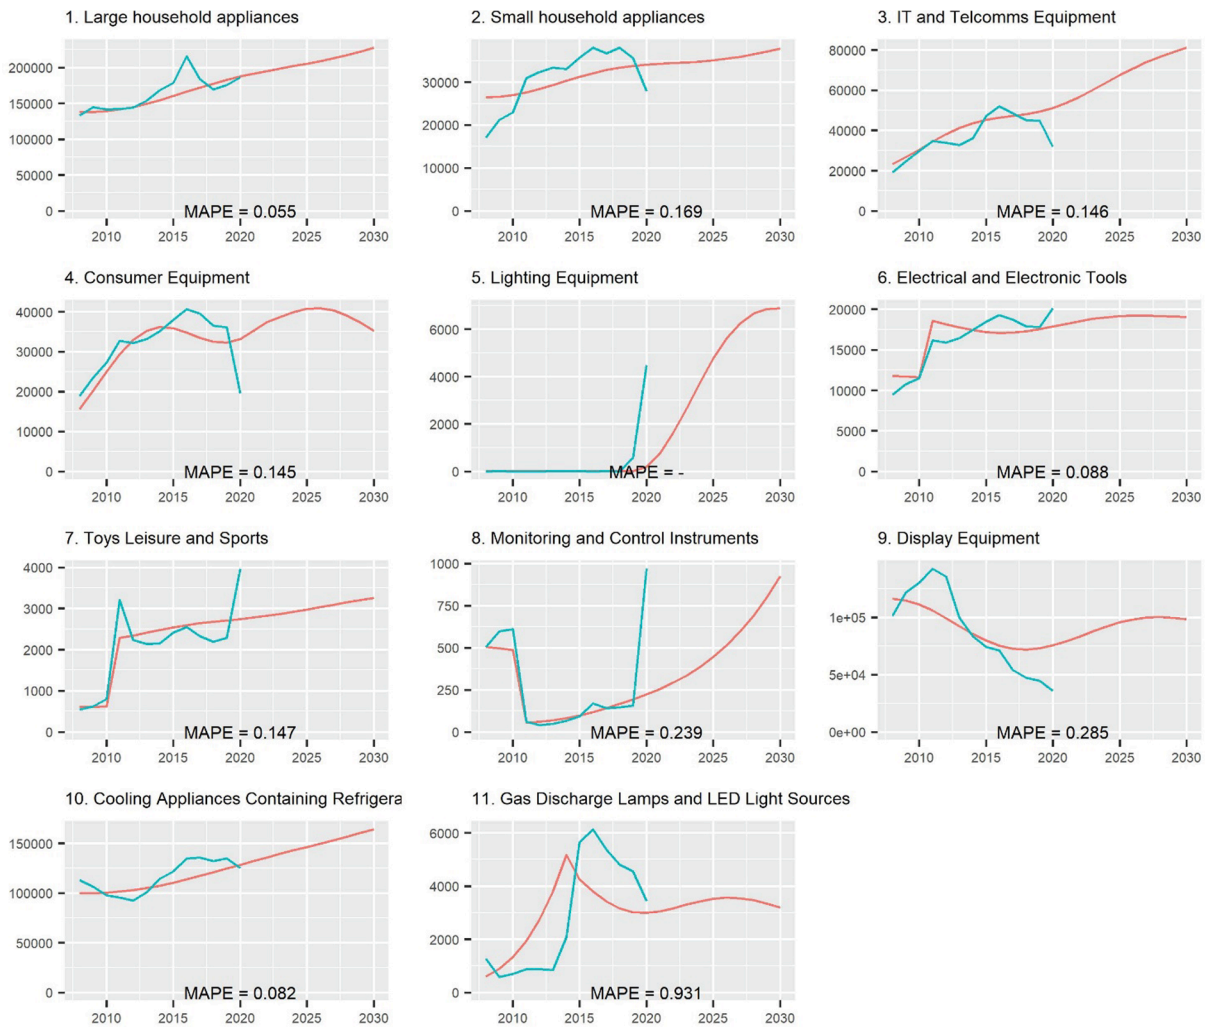 1. Large household appliances
2. Small household appliances
3. IT and Telcomms Equipment
200000
150000
100000
50000
0
MAPE = 0.055
2010 2015 2020 2025 2030
30000
20000
10000
0
MAPE = 0.169
2010 2015 2020 2025 2030
80000
60000
40000
20000
0
MAPE = 0.146
2010 2015 2020 2025 2030
4. Consumer Equipment
5. Lighting Equipment
6. Electrical and Electronic Tools
40000
30000
20000
10000
0
MAPE = 0.145
2010 2015 2020 2025 2030
6000
4000
2000
0
MAPE = -
2010 2015 2020 2025 2030
20000
15000
10000
5000
0
MAPE = 0.088
2010 2015 2020 2025 2030
7. Toys Leisure and Sports
8. Monitoring and Control Instruments
9. Display Equipment
4000
3000
2000
1000
0
MAPE = 0.147
2010 2015 2020 2025 2030
1000
750
500
250
0
MAPE = 0.239
2010 2015 2020 2025 2030
1e+05
5e+04
0e+00
MAPE = 0.285
2010 2015 2020 2025 2030
10. Cooling Appliances Containing Refrigera
11. Gas Discharge Lamps and LED Light Sources
150000
100000
50000
0
MAPE = 0.082
2010 2015 2020 2025 2030
6000
4000
2000
0
MAPE = 0.931
2010 2015 2020 2025 2030